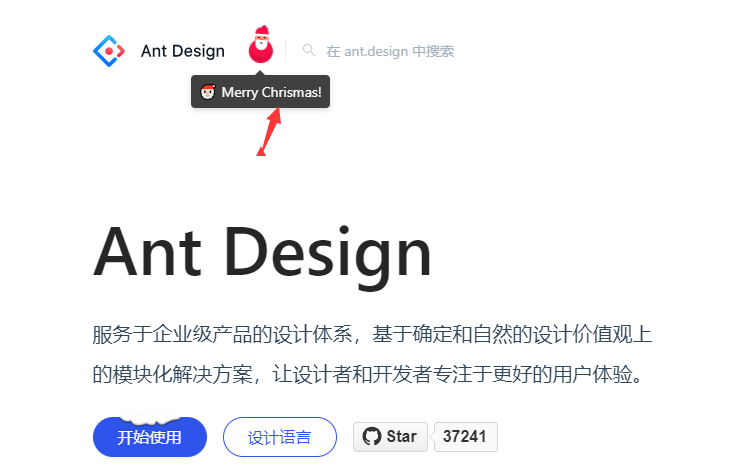 Ant Design
在 ant.design 中搜索
Merry Chrismas!
Ant Design
服务于企业级产品的设计体系，基于确定和自然的设计价值观上
的模块化解决方案，让设计者和开发者专注于更好的用户体验。
开始使用
设计语言
Star
37241